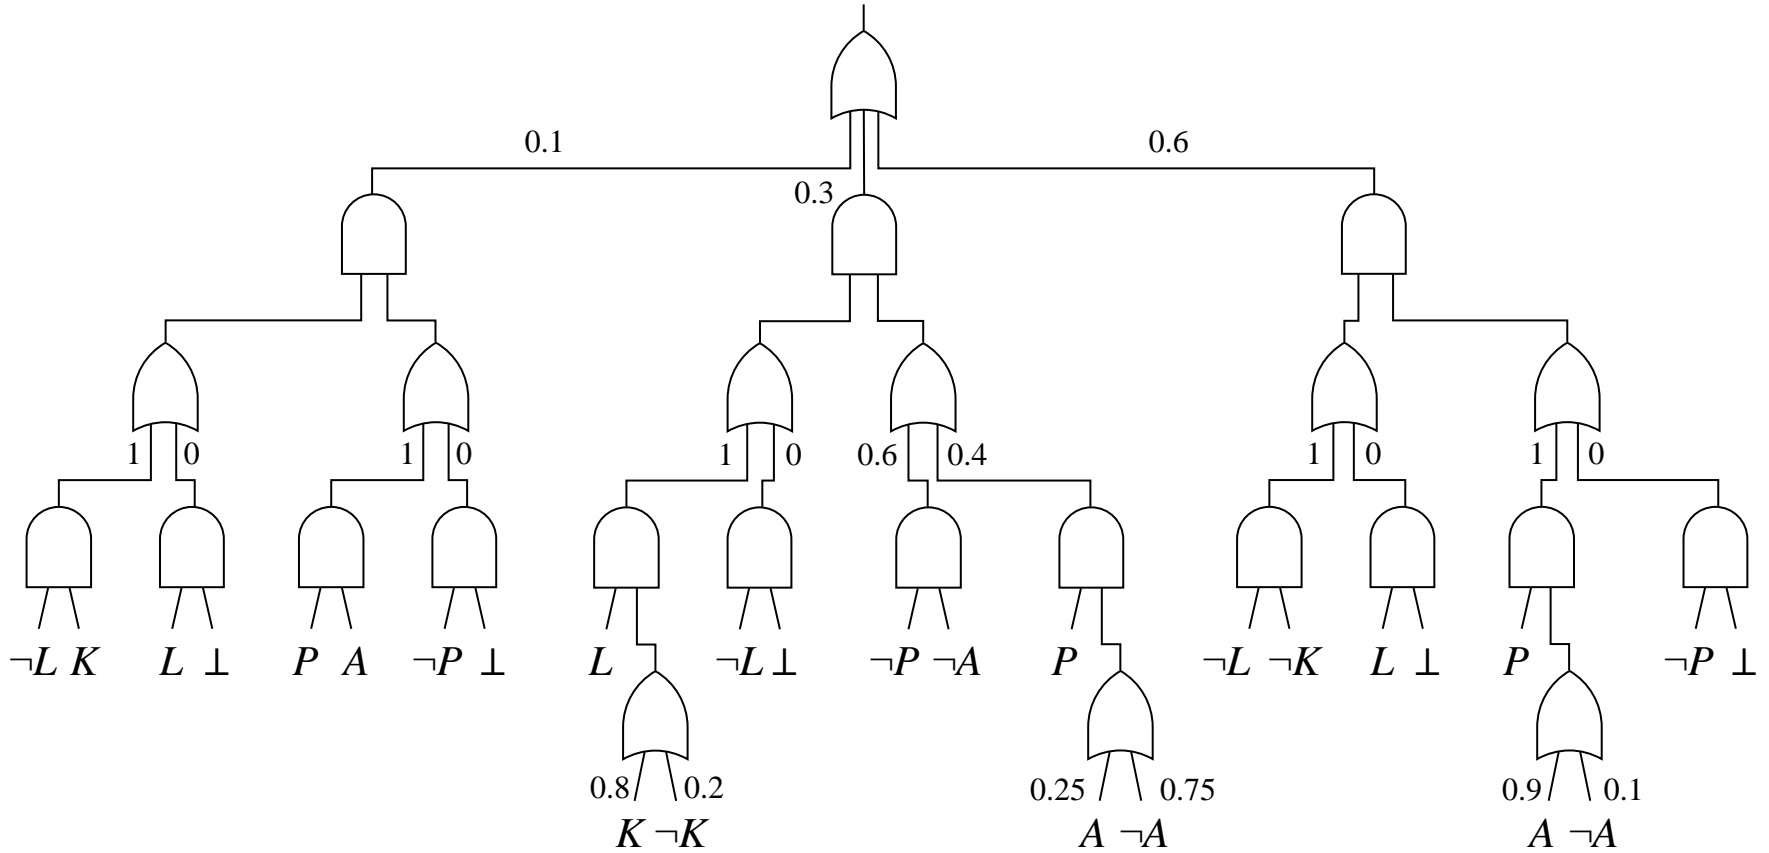 0.1 0.6
0.3
1 0 1 0 1 0 0.6 0.4 1 0 1 0
¬L K L ⊥ P A ¬P ⊥ L ¬L ⊥ ¬P ¬A P ¬L ¬K L ⊥ P ¬P ⊥
0.8 0.2 0.25 0.75 0.9 0.1
K ¬K A ¬A A ¬A